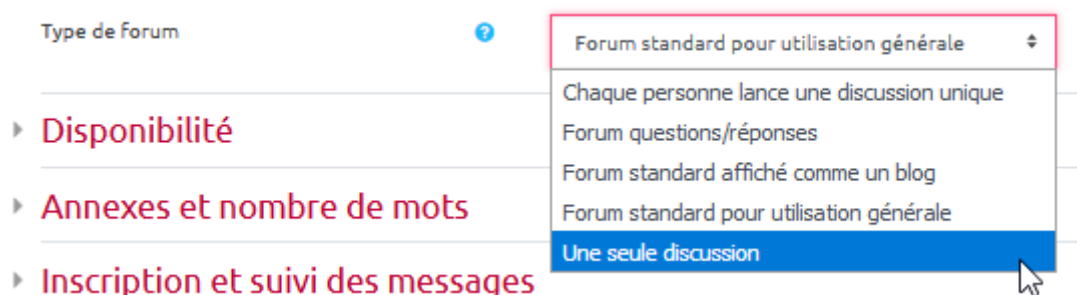 Type de forum
Forum standard pour utilisation générale
Chaque personne lance une discussion unique
Forum questions/réponses
Forum standard affiché comme un blog
Forum standard pour utilisation générale
Une seule discussion
Disponibilité
Annexes et nombre de mots
Inscription et suivi des messages